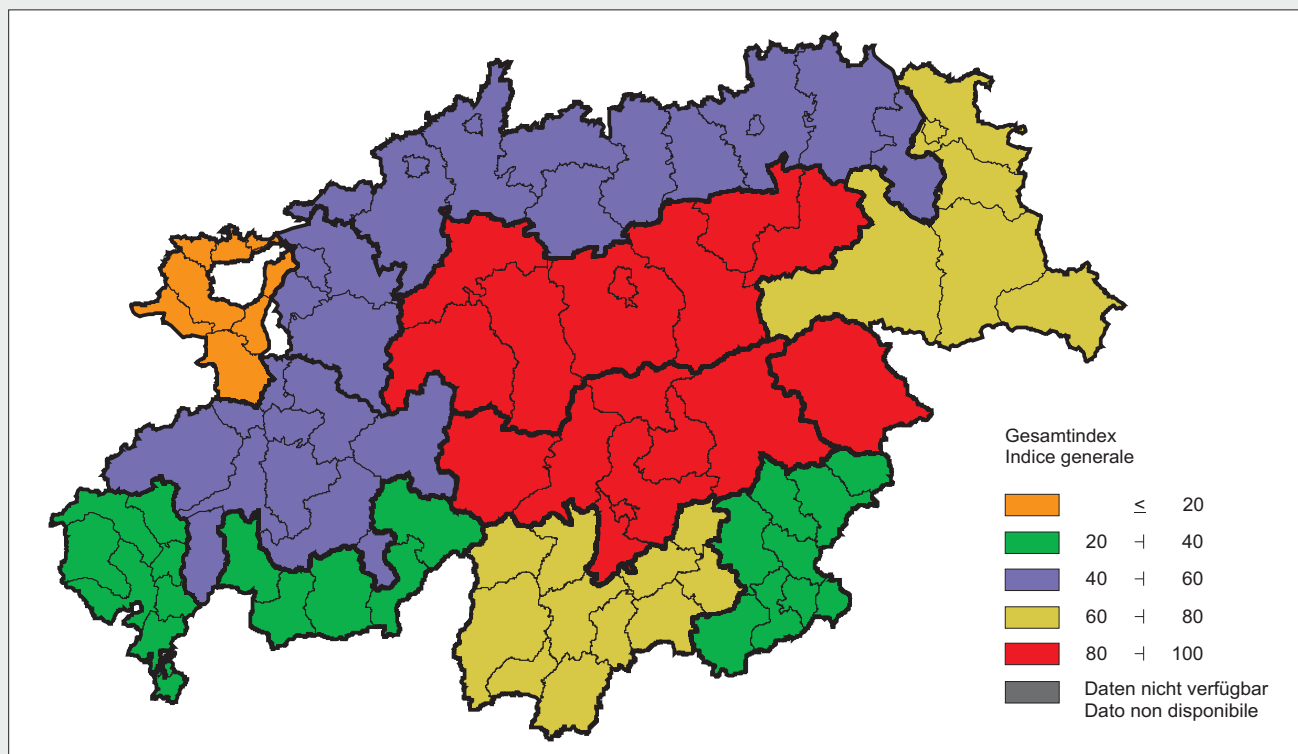 Gesamtindex
Indice generale
≤ 20
20 ⊣ 40
40 ⊣ 60
60 ⊣ 80
80 ⊣ 100
Daten nicht verfügbar
Dato non disponibile